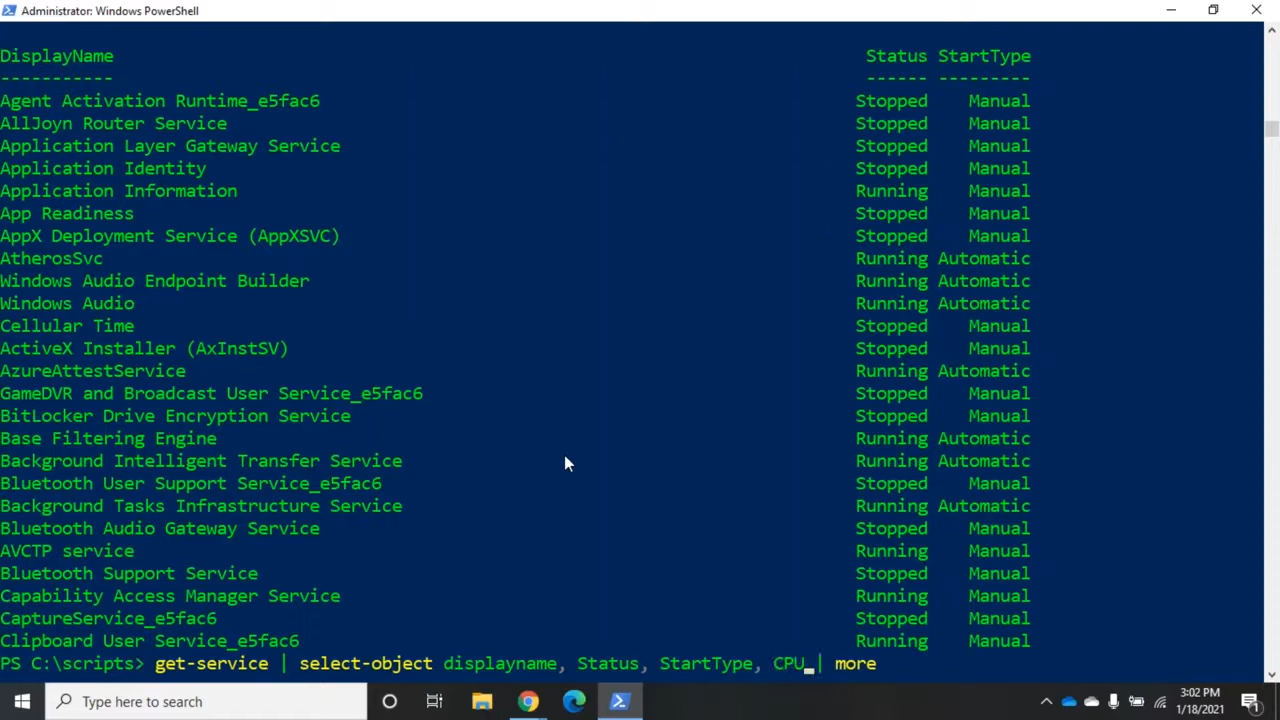 Administrator: Windows PowerShell
DisplayName Status StartType
----------- ------ ---------
Agent Activation Runtime_e5fac6 Stopped Manual
AllJoyn Router Service Stopped Manual
Application Layer Gateway Service Stopped Manual
Application Identity Stopped Manual
Application Information Running Manual
App Readiness Stopped Manual
AppX Deployment Service (AppXSVC) Stopped Manual
AtherosSvc Running Automatic
Windows Audio Endpoint Builder Running Automatic
Windows Audio Running Automatic
Cellular Time Stopped Manual
ActiveX Installer (AxInstSV) Stopped Manual
AzureAttestService Running Automatic
GameDVR and Broadcast User Service_e5fac6 Stopped Manual
BitLocker Drive Encryption Service Stopped Manual
Base Filtering Engine Running Automatic
Background Intelligent Transfer Service Running Automatic
Bluetooth User Support Service_e5fac6 Stopped Manual
Background Tasks Infrastructure Service Running Automatic
Bluetooth Audio Gateway Service Stopped Manual
AVCTP service Running Manual
Bluetooth Support Service Stopped Manual
Capability Access Manager Service Running Manual
CaptureService_e5fac6 Stopped Manual
Clipboard User Service_e5fac6 Running Manual
PS C:\scripts> get-service | select-object displayname, Status, StartType, CPU | more
Type here to search
3:02 PM
1/18/2021
1